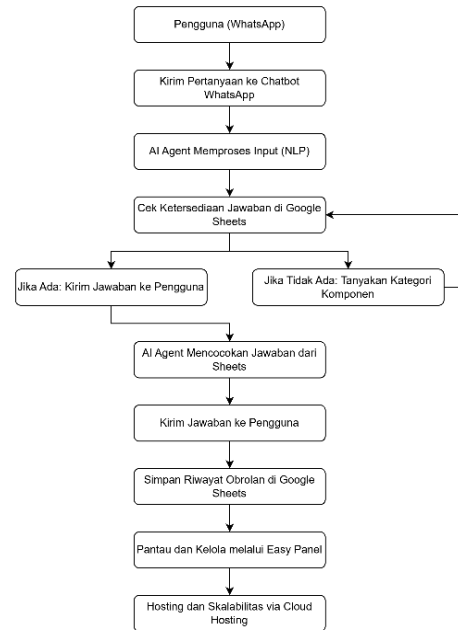 Pengguna (WhatsApp)
Kirim Pertanyaan ke Chatbot
WhatsApp
AI Agent Memproses Input (NLP)
Cek Ketersediaan Jawaban di Google
Sheets
Jika Ada: Kirim Jawaban ke Pengguna
Jika Tidak Ada: Tanyakan Kategori
Komponen
AI Agent Mencocokan Jawaban dari
Sheets
Kirim Jawaban ke Pengguna
Simpan Riwayat Obrolan di Google
Sheets
Pantau dan Kelola melalui Easy Panel
Hosting dan Skalabilitas via Cloud
Hosting